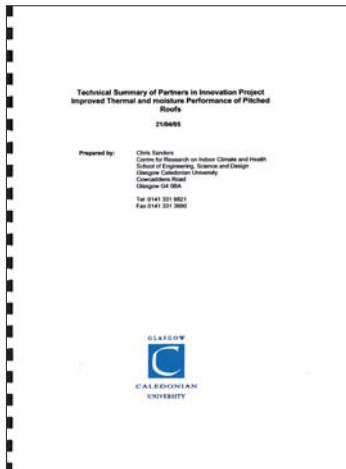 Technical Summary of Partners in Innovation Project
Improved Thermal and moisture Performance of Pitched
Roofs
21/04/05
Prepared by: Chris Sanders
Centre for Research on Indoor Climate and Health
School of Engineering, Science and Design
Glasgow Caledonian University
Cowcaddens Road
Glasgow G4 0BA
Tel 0141 331 8821
Fax 0141 331 3690
GLASGOW
C
CALEDONIAN
UNIVERSITY